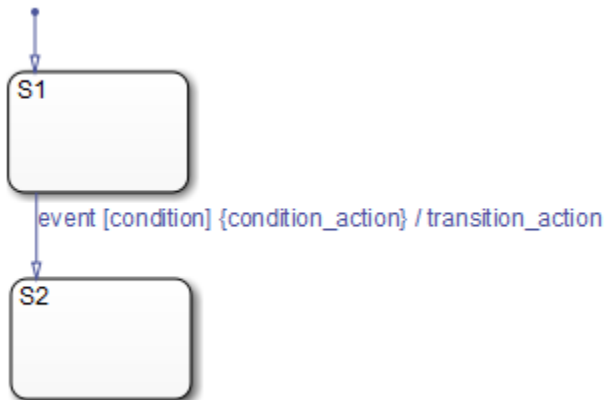 S1
event [condition] {condition_action} / transition_action
S2